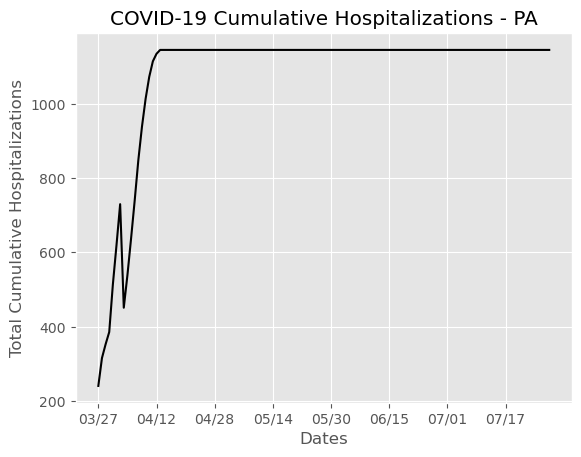 COVID-19 Cumulative Hospitalizations - PA
Total Cumulative Hospitalizations
1000
800
600
400
200
03/27 04/12 04/28 05/14 05/30 06/15 07/01 07/17
Dates